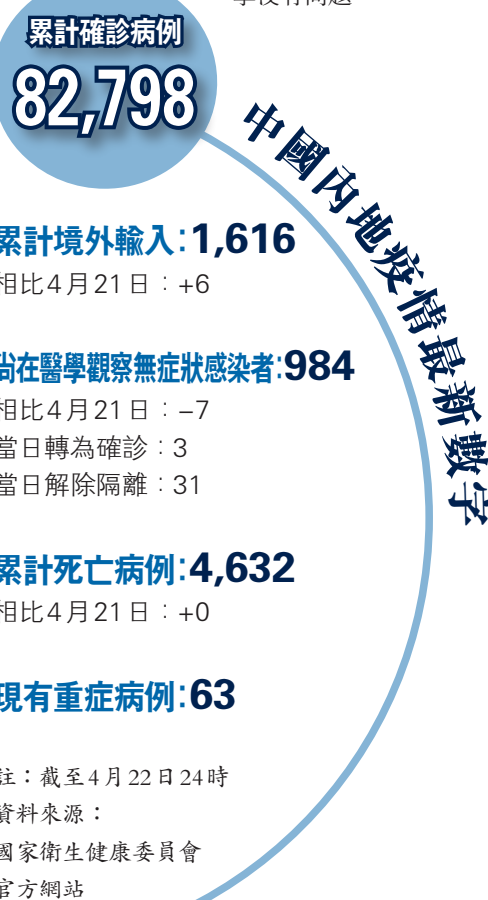 學沒有問題
累計確診病例
82,798
中國內地疫情最新數字
累計境外輸入：1,616
相比4月21日：+6
尚在醫學觀察無症狀感染者：984
相比4月21日：–7
當日轉為確診：3
當日解除隔離：31
累計死亡病例：4,632
相比4月21日：+0
現有重症病例：63
註：截至4月22日24時
資料來源：
國家衛生健康委員會
官方網站